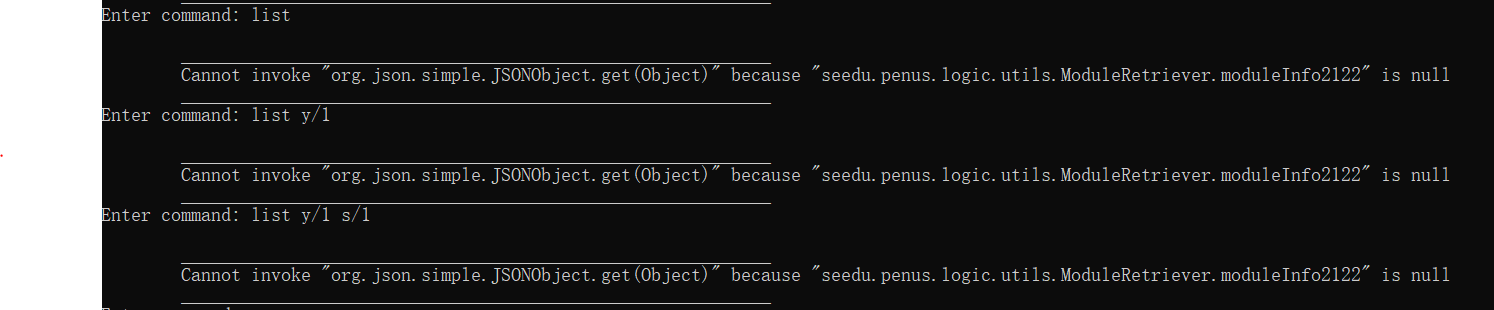 Enter command: list
Cannot invoke "org.json.simple.JSONObject.get(Object)" because "seedu.penus.logic.utils.ModuleRetriever.moduleInfo2122" is null
Enter command: list y/1
Cannot invoke "org.json.simple.JSONObject.get(Object)" because "seedu.penus.logic.utils.ModuleRetriever.moduleInfo2122" is null
Enter command: list y/1 s/1
Cannot invoke "org.json.simple.JSONObject.get(Object)" because "seedu.penus.logic.utils.ModuleRetriever.moduleInfo2122" is null